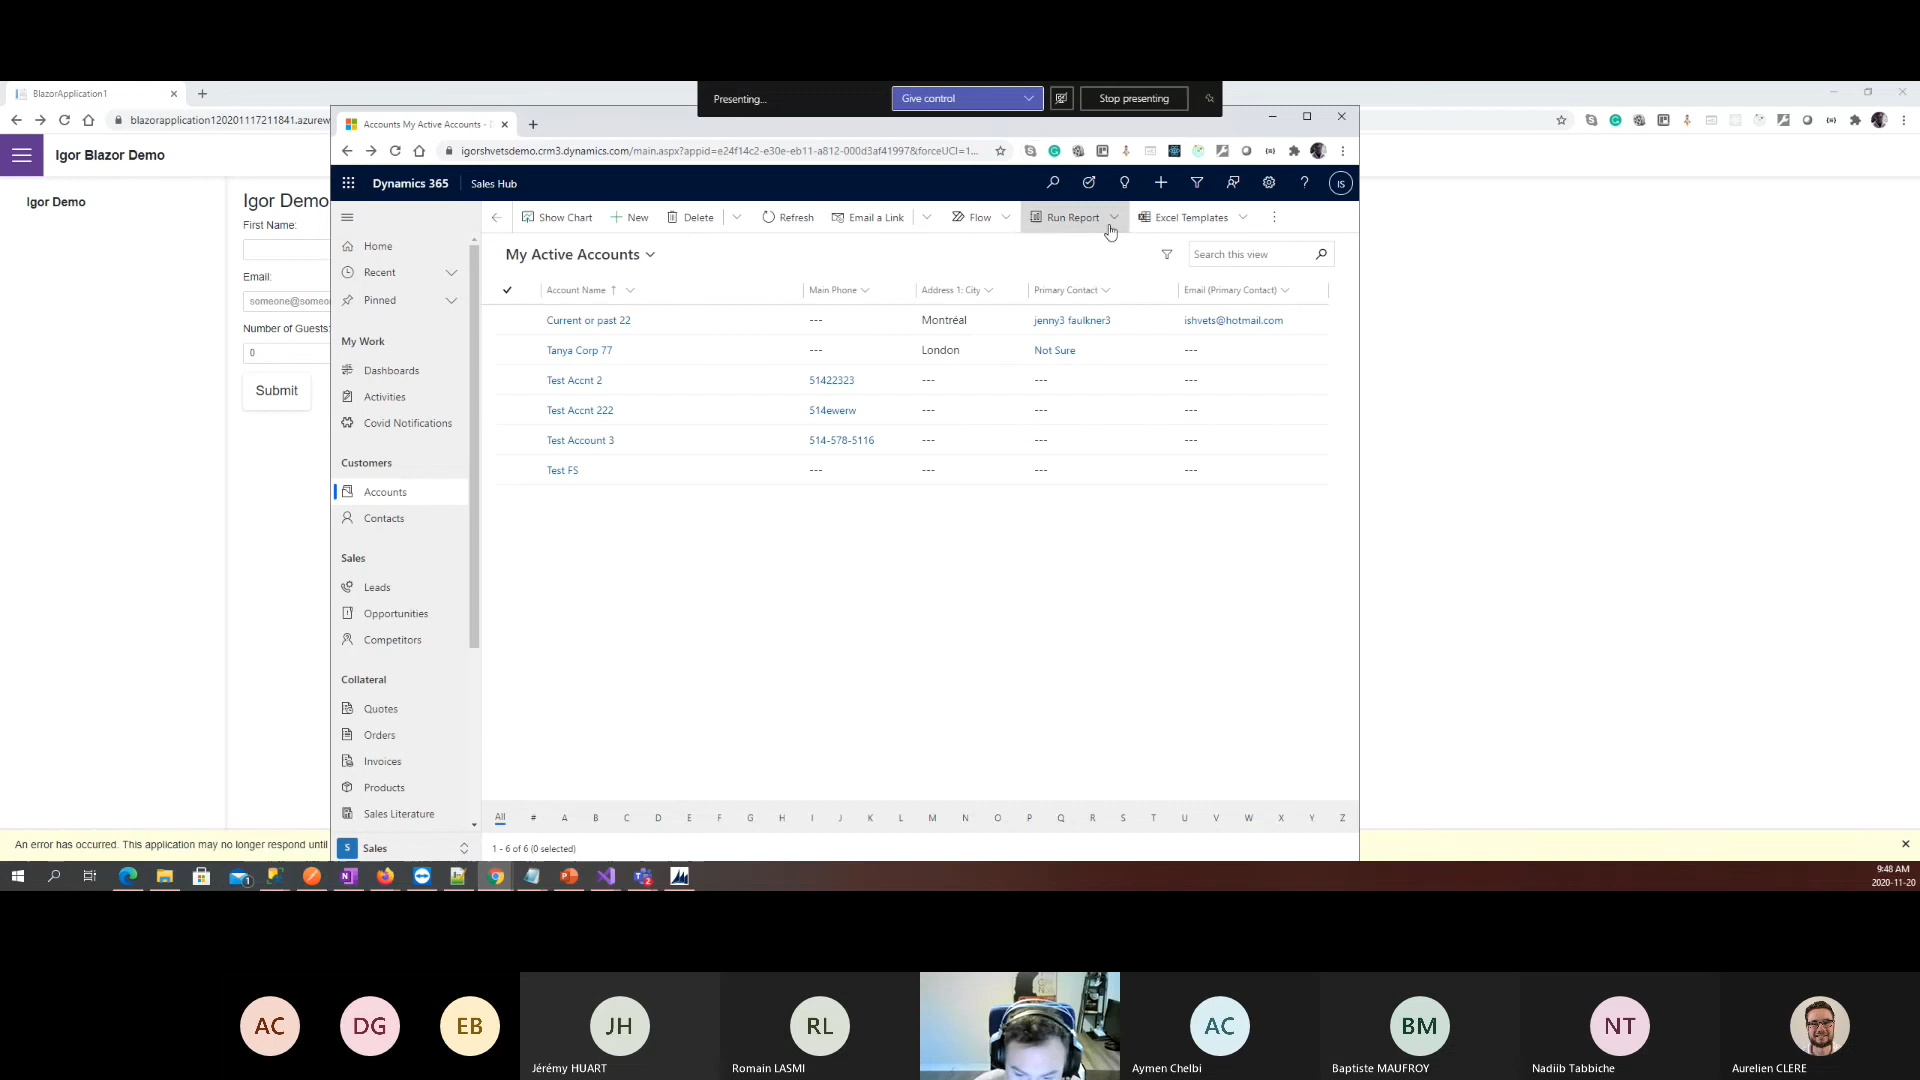 BlazorApplication1
Presenting...
Give control
Stop presenting
blazorapplication120201117211841.azurew
Accounts My Active Accounts -
igorshvetsdemo.crm3.dynamics.com/main.aspx?appid=e24f14c2-e30e-eb11-a812-000d3af41997&forceUCI=1...
Igor Blazor Demo
Igor Demo
Igor Demo
First Name:
Email:
someone@someo
Number of Guests:
0
Submit
Dynamics 365
Sales Hub
IS
Show Chart
New
Delete
Refresh
Email a Link
Flow
Run Report
Excel Templates
Home
Recent
Pinned
My Work
Dashboards
Activities
Covid Notifications
Customers
Accounts
Contacts
Sales
Leads
Opportunities
Competitors
Collateral
Quotes
Orders
Invoices
Products
Sales Literature
S Sales
My Active Accounts
Search this view
Account Name ↑ Main Phone Address 1: City Primary Contact Email (Primary Contact)
Current or past 22 --- Montréal jenny3 faulkner3 ishvets@hotmail.com
Tanya Corp 77 --- London Not Sure ---
Test Accnt 2 51422323 --- --- ---
Test Accnt 222 514ewerw --- --- ---
Test Account 3 514-578-5116 --- --- ---
Test FS --- --- --- ---
All # A B C D E F G H I J K L M N O P Q R S T U V W X Y Z
1 - 6 of 6 (0 selected)
An error has occurred. This application may no longer respond until
9:48 AM
2020-11-20
AC
DG
EB
JH
Jérémy HUART
RL
Romain LASMI
AC
Aymen Chelbi
BM
Baptiste MAUFROY
NT
Nadiib Tabbiche
Aurelien CLERE